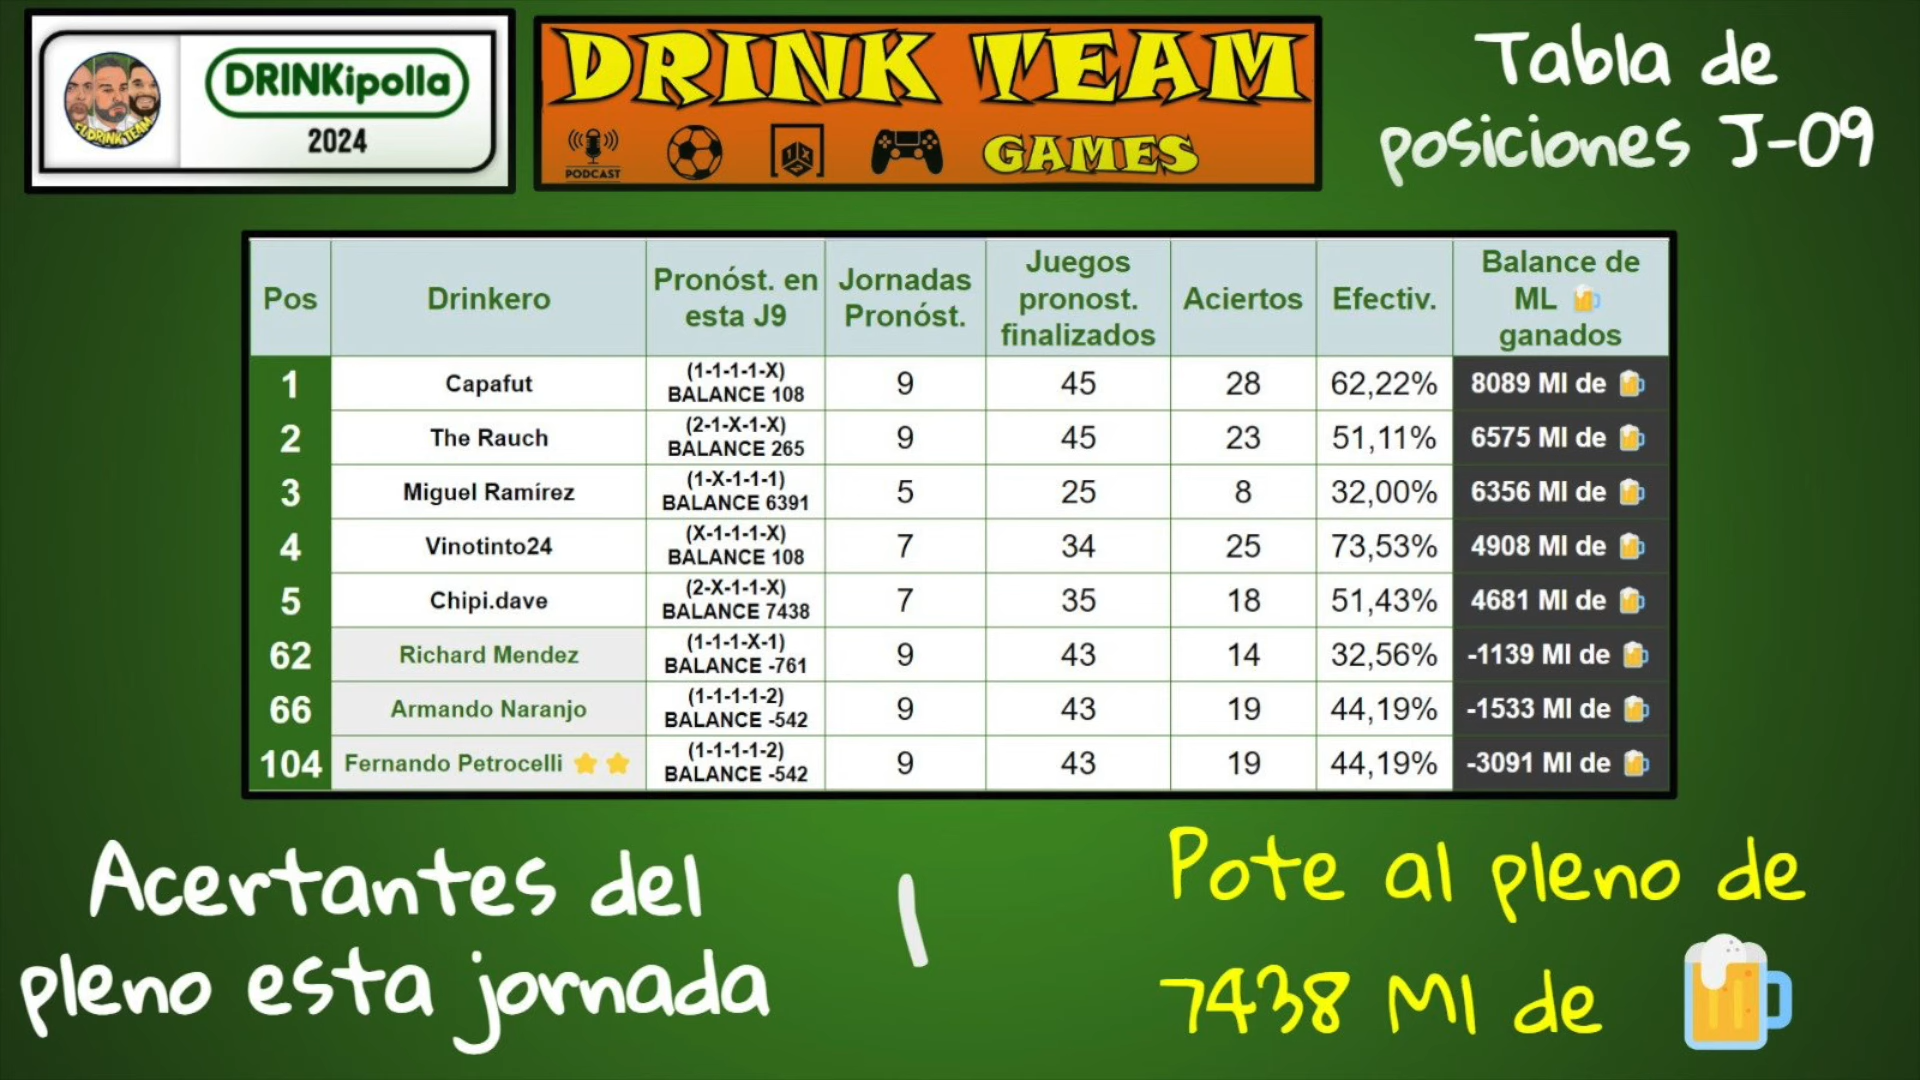 EL DRINK TEAM
DRINKipolla
2024
DRINK TEAM
PODCAST
GAMES
Tabla de
posiciones J-09
Pos Drinkero Pronóst. en esta J9 Jornadas Pronóst. Juegos pronost. finalizados Aciertos Efectiv. Balance de ML ganados
1 Capafut (1-1-1-1-X) BALANCE 108 9 45 28 62,22% 8089 Ml de
2 The Rauch (2-1-X-1-X) BALANCE 265 9 45 23 51,11% 6575 Ml de
3 Miguel Ramírez (1-X-1-1-1) BALANCE 6391 5 25 8 32,00% 6356 Ml de
4 Vinotinto24 (X-1-1-1-X) BALANCE 108 7 34 25 73,53% 4908 Ml de
5 Chipi.dave (2-X-1-1-X) BALANCE 7438 7 35 18 51,43% 4681 Ml de
62 Richard Mendez (1-1-1-X-1) BALANCE -761 9 43 14 32,56% -1139 Ml de
66 Armando Naranjo (1-1-1-1-2) BALANCE -542 9 43 19 44,19% -1533 Ml de
104 Fernando Petrocelli (1-1-1-1-2) BALANCE -542 9 43 19 44,19% -3091 Ml de
Acertantes del
pleno esta jornada
1
Pote al pleno de
7438 Ml de